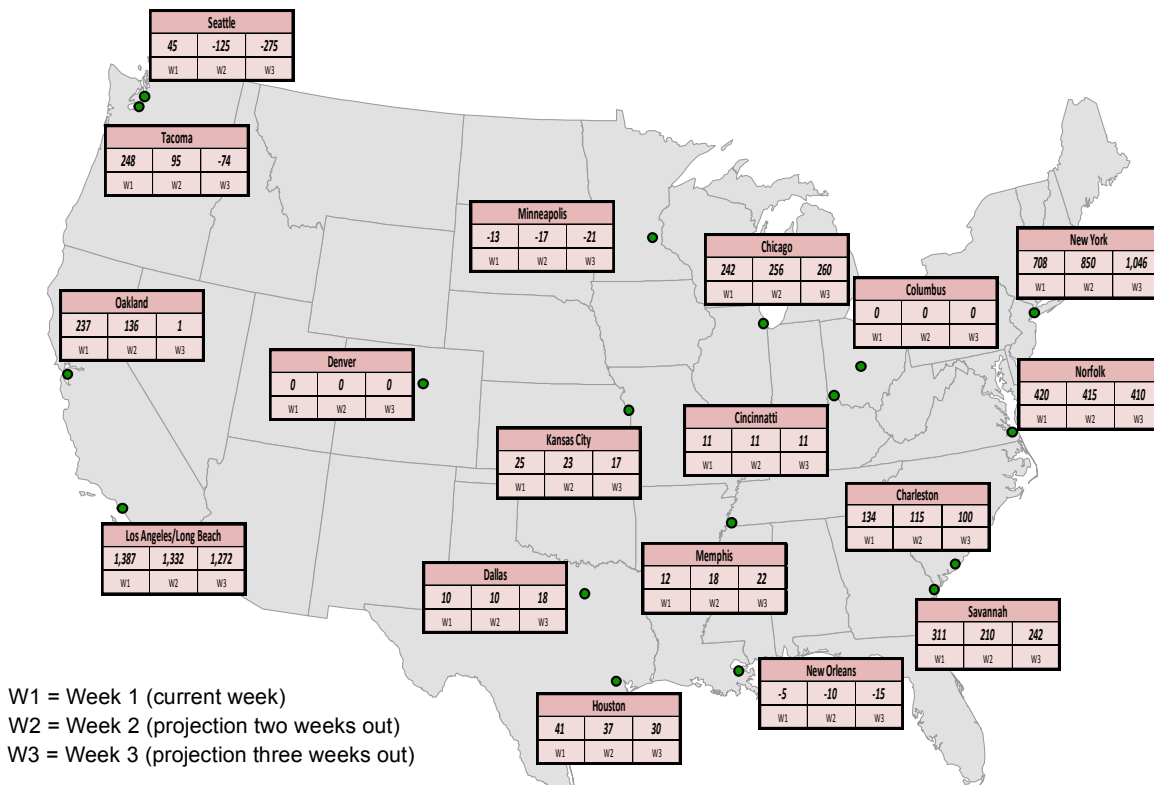 Seattle
45 -125 -275
W1 W2 W3
Tacoma
248 95 -74
W1 W2 W3
Minneapolis
-13 -17 -21
W1 W2 W3
Chicago
242 256 260
W1 W2 W3
New York
708 850 1,046
W1 W2 W3
Columbus
0 0 0
W1 W2 W3
Oakland
237 136 1
W1 W2 W3
Denver
0 0 0
W1 W2 W3
Norfolk
420 415 410
W1 W2 W3
Cincinnatti
11 11 11
W1 W2 W3
Kansas City
25 23 17
W1 W2 W3
Charleston
134 115 100
W1 W2 W3
Los Angeles/Long Beach
1,387 1,332 1,272
W1 W2 W3
Memphis
12 18 22
W1 W2 W3
Dallas
10 10 18
W1 W2 W3
Savannah
311 210 242
W1 W2 W3
New Orleans
-5 -10 -15
W1 W2 W3
Houston
41 37 30
W1 W2 W3
W1 = Week 1 (current week)
W2 = Week 2 (projection two weeks out)
W3 = Week 3 (projection three weeks out)